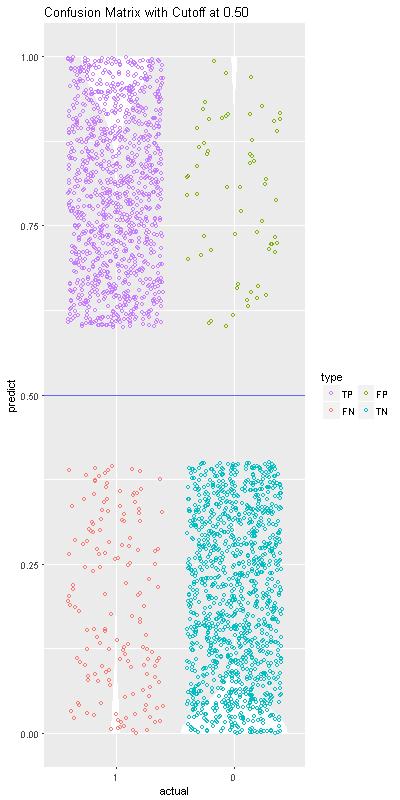 Confusion Matrix with Cutoff at 0.50
1.00
0.75
0.50
0.25
0.00
predict
1 0
actual
type
TP FP
FN TN